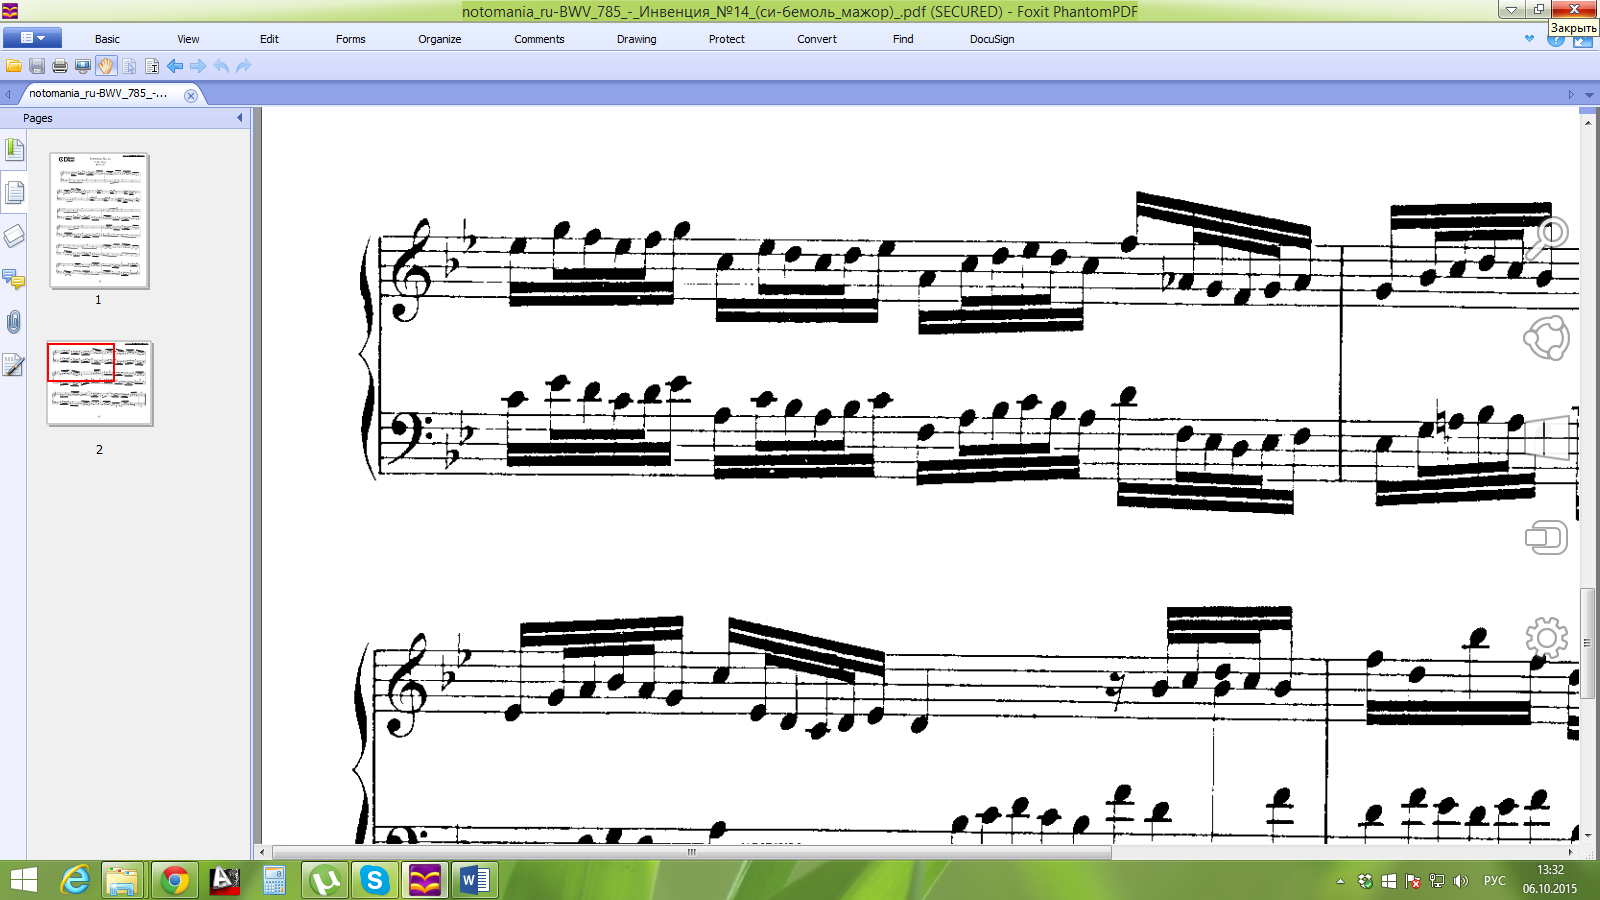 notomania_ru-BWV_785_-_Инвенция_№14_(си-бемоль_мажор)_.pdf (SECURED) - Foxit PhantomPDF
Закрыть
Basic View Edit Forms Organize Comments Drawing Protect Convert Find DocuSign
notomania_ru-BWV_785_-...
Pages
1
2
13:32
РУС
06.10.2015